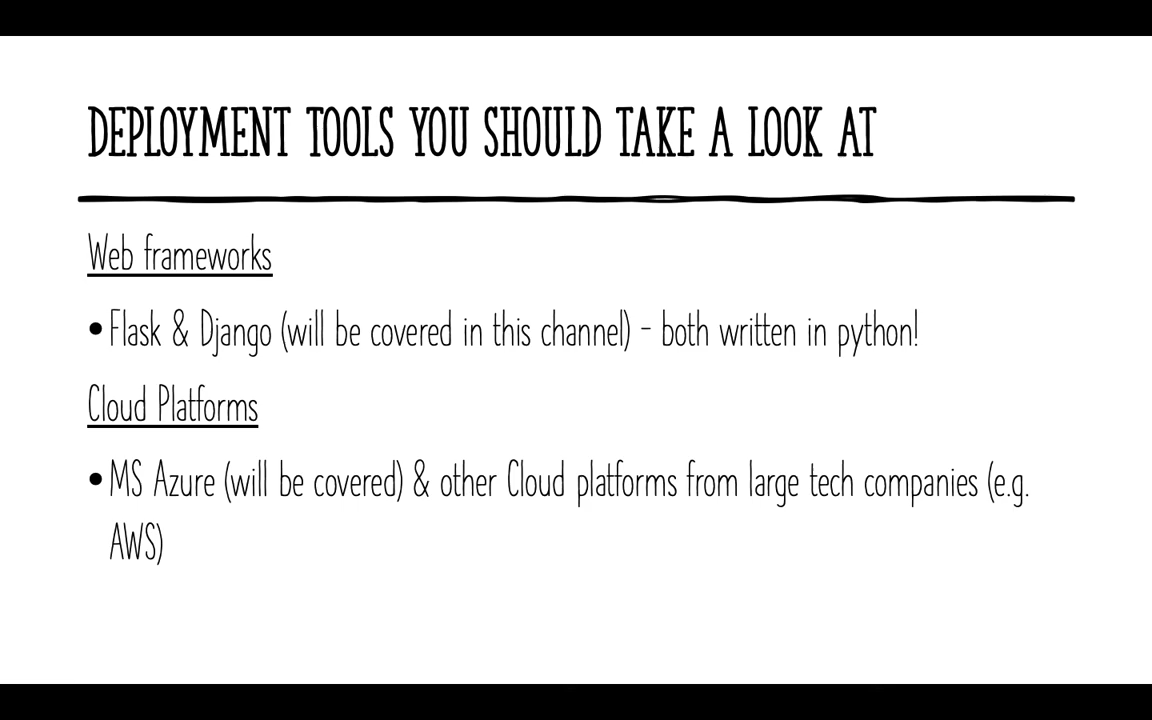 DEPLOYMENT TOOLS YOU SHOULD TAKE A LOOK AT
Web frameworks
•Flask & Django (will be covered in this channel) - both written in python!
Cloud Platforms
•MS Azure (will be covered) & other Cloud platforms from large tech companies (e.g.
AWS)